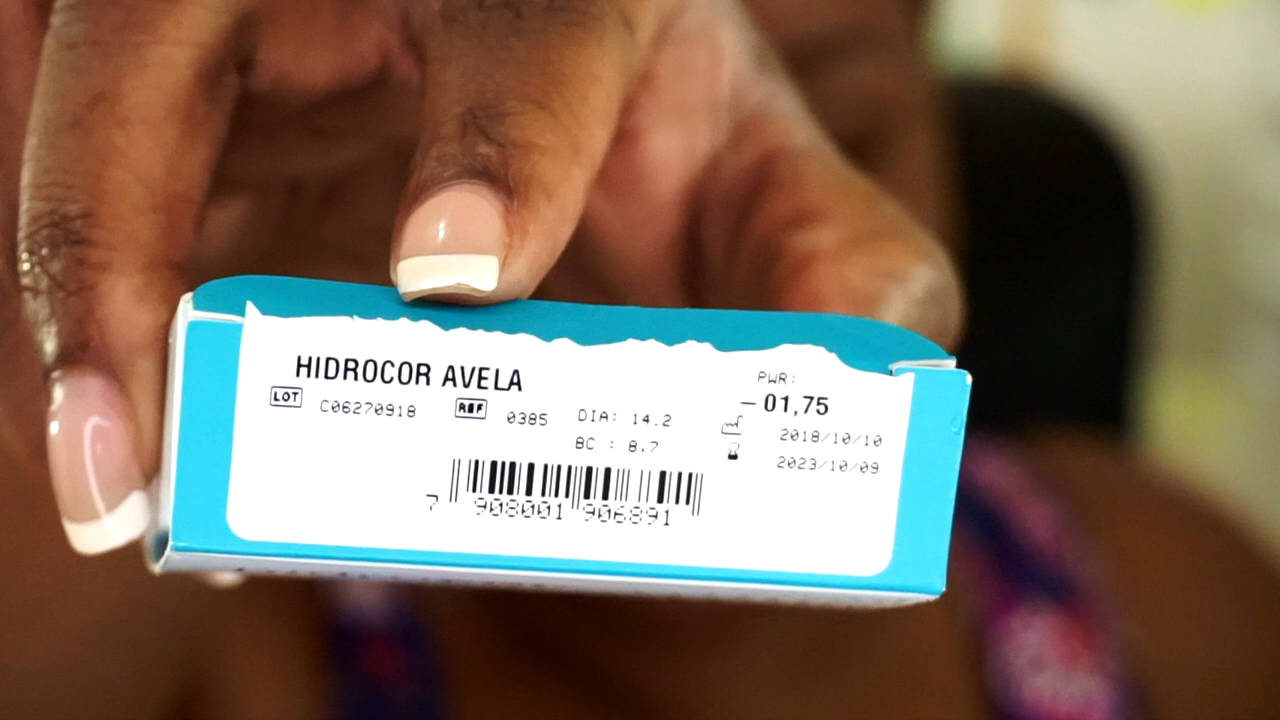 HIDROCOR AVELA
LOT C06270918 REF 0385 DIA: 14.2
BC : 8.7
PWR:
-01,75
2018/10/10
2023/10/09
7 908001 906891